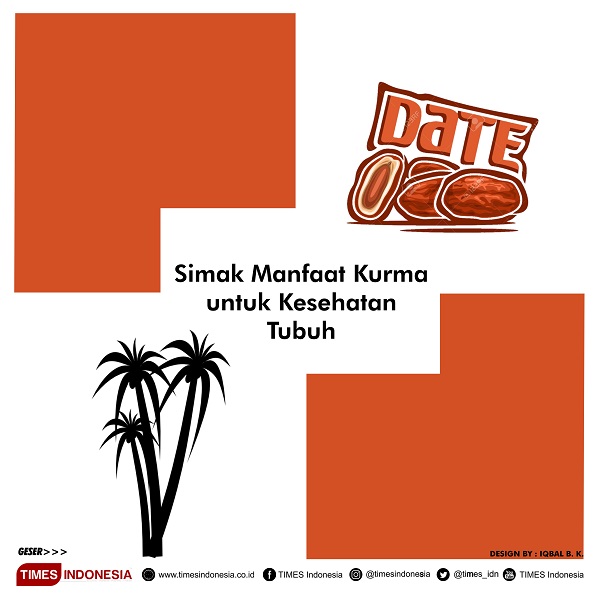 DaTE
Simak Manfaat Kurma
untuk Kesehatan
Tubuh
GESER>>>
DESIGN BY : IQBAL B. K.
TIMES INDONESIA www.timesindonesia.co.id TIMES Indonesia @timesindonesia @times_idn TIMES Indonesia